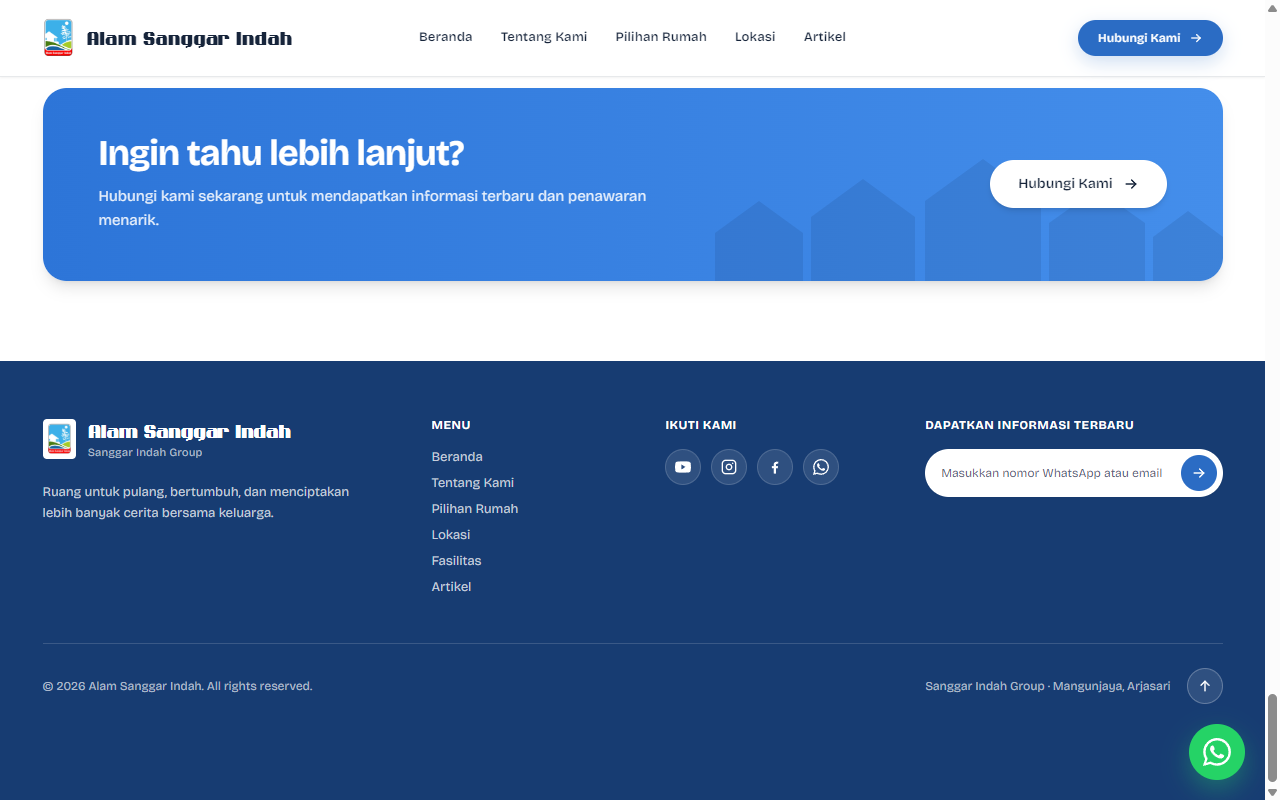 Alam Sanggar Indah
Beranda
Tentang Kami
Pilihan Rumah
Lokasi
Artikel
Hubungi Kami
Ingin tahu lebih lanjut?
Hubungi kami sekarang untuk mendapatkan informasi terbaru dan penawaran
menarik.
Hubungi Kami
Alam Sanggar Indah
Sanggar Indah Group
Ruang untuk pulang, bertumbuh, dan menciptakan
lebih banyak cerita bersama keluarga.
MENU
Beranda
Tentang Kami
Pilihan Rumah
Lokasi
Fasilitas
Artikel
IKUTI KAMI
DAPATKAN INFORMASI TERBARU
Masukkan nomor WhatsApp atau email
© 2026 Alam Sanggar Indah. All rights reserved.
Sanggar Indah Group · Mangunjaya, Arjasari